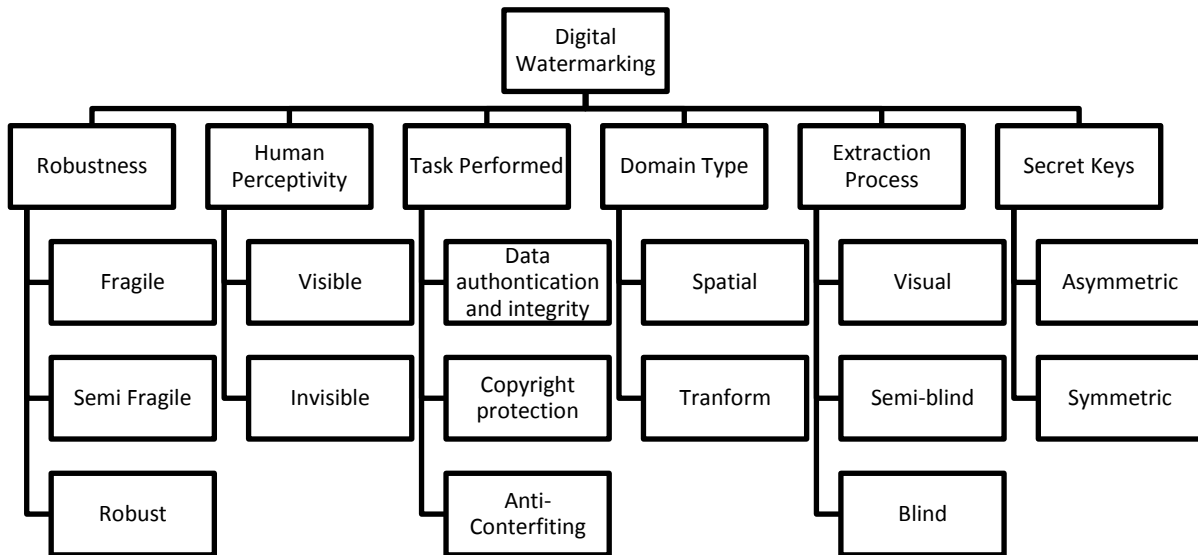 Digital
Watermarking
Robustness
Human
Perceptivity
Task Performed
Domain Type
Extraction
Process
Secret Keys
Fragile
Visible
Data
authontication
and integrity
Spatial
Visual
Asymmetric
Semi Fragile
Invisible
Copyright
protection
Tranform
Semi-blind
Symmetric
Robust
Anti-
Conterfiting
Blind